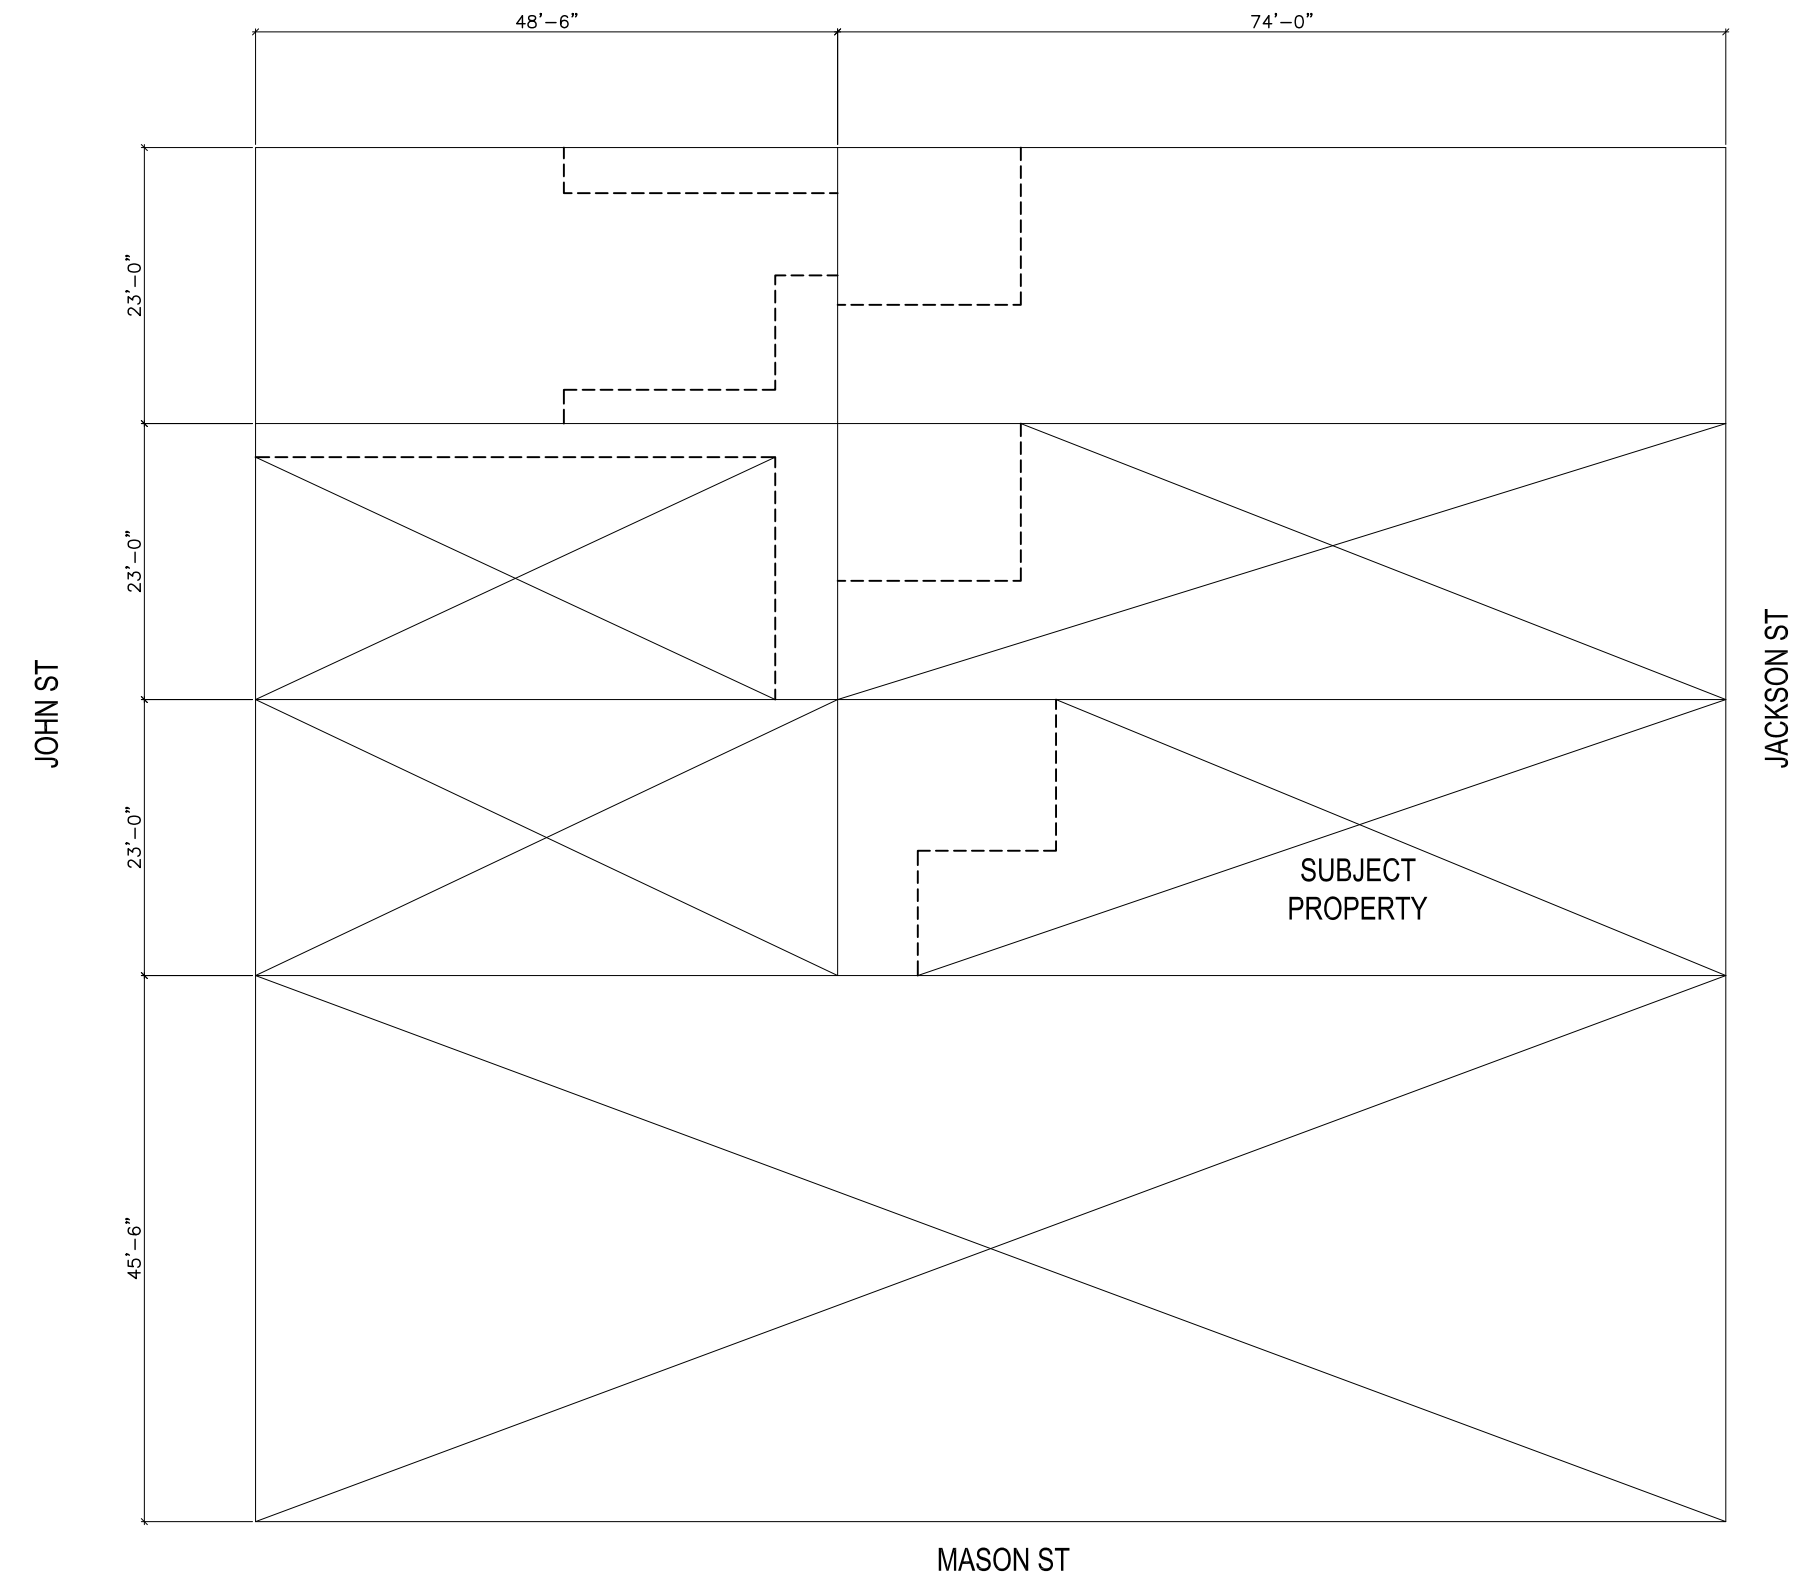 48'-6"
74'-0"
23'-0"
23'-0"
JOHN ST
JACKSON ST
23'-0"
SUBJECT
PROPERTY
45'-6"
MASON ST